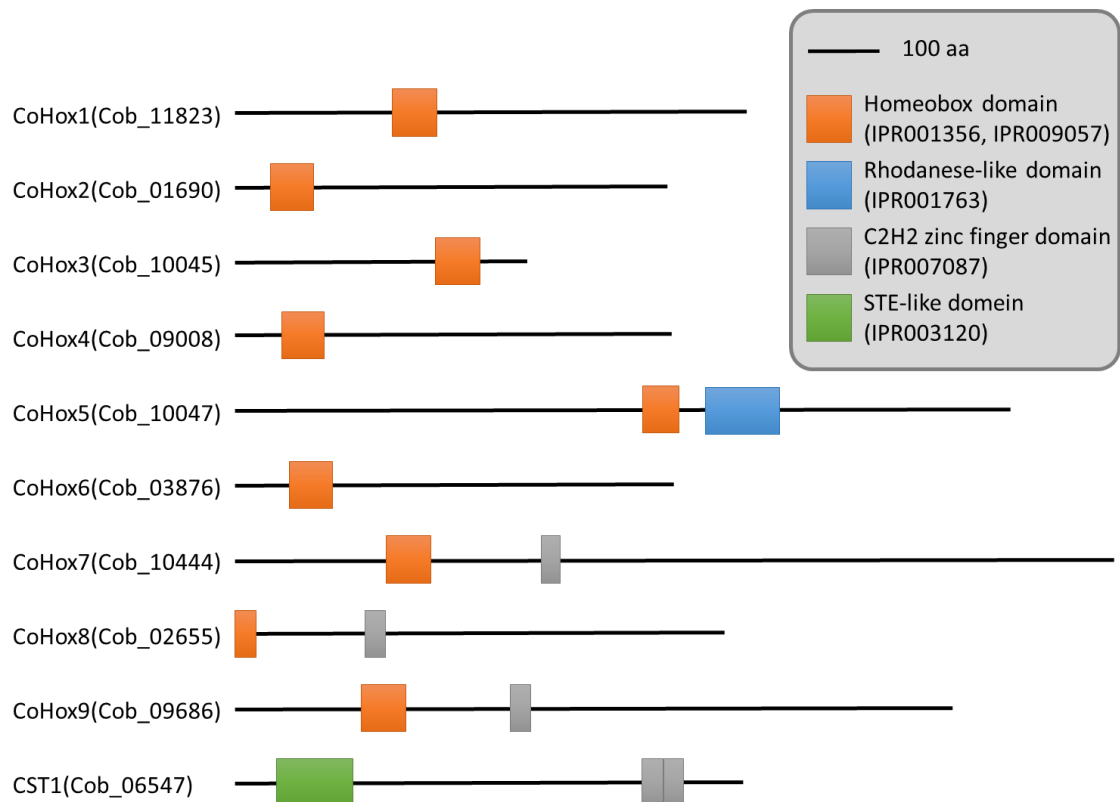 100 aa
Homeobox domain
(IPR001356, IPR009057)
Rhodanese-like domain
(IPR001763)
C2H2 zinc finger domain
(IPR007087)
STE-like domein
(IPR003120)
CoHox1(Cob_11823)
CoHox2(Cob_01690)
CoHox3(Cob_10045)
CoHox4(Cob_09008)
CoHox5(Cob_10047)
CoHox6(Cob_03876)
CoHox7(Cob_10444)
CoHox8(Cob_02655)
CoHox9(Cob_09686)
CST1(Cob_06547)